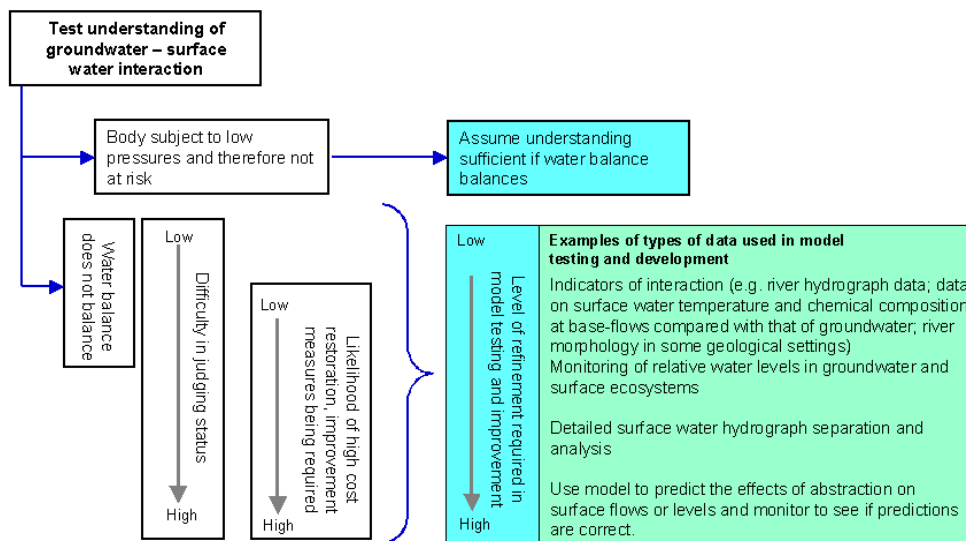 Test understanding of
groundwater – surface
water interaction
Body subject to low
pressures and therefore not
at risk
Assume understanding
sufficient if water balance
balances
Water balance
does not balance
Low
Difficulty in judging status
High
Low
Likelihood of high cost
restoration, improvement
measures being required
High
Low
Level of refinement required in
model testing and improvement
High
Examples of types of data used in model
testing and development
Indicators of interaction (e.g. river hydrograph data; data
on surface water temperature and chemical composition
at base-flows compared with that of groundwater; river
morphology in some geological settings)
Monitoring of relative water levels in groundwater and
surface ecosystems
Detailed surface water hydrograph separation and
analysis
Use model to predict the effects of abstraction on
surface flows or levels and monitor to see if predictions
are correct.